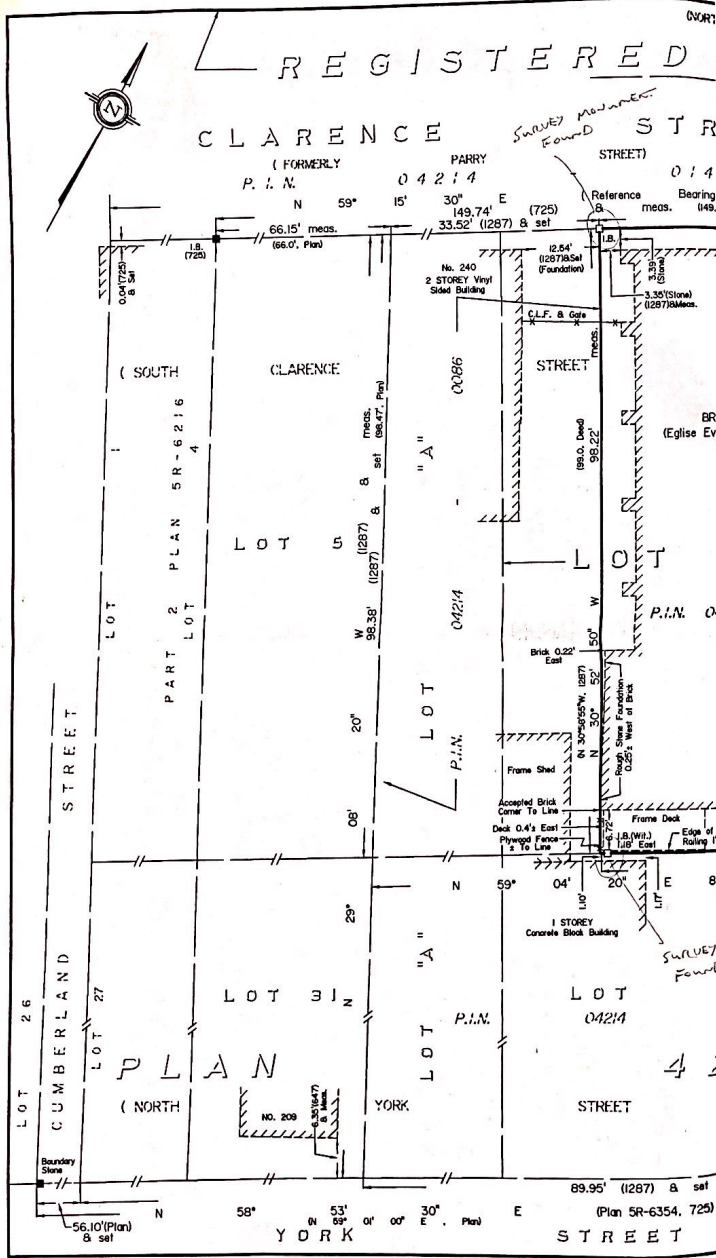 (NORT
REGISTERED
N
CLARENCE STR
SURVEY MONUMENT
FOUND
( FORMERLY PARRY STREET)
P. I. N. 04214 014
N 59° 15' 30" E ( Reference Bearing
149.74' (725) & meas. (149.
66.15' meas. 33.52' (1287) & set
(66.0', Plan)
I.B.
(725)
I.B.
0.04'(725)
& Set
12.54'
(1287)&Set
(Foundation)
3.39'
(Stone)
3.35'(Stone)
(1287)&Meas.
No. 240
2 STOREY Vinyl
Sided Building
C.L.F. & Gate
( SOUTH CLARENCE STREET
BR
(Eglise Ev
LOT 1
PART 2 PLAN 5R-6216
LOT 4
LOT 5
98.38' (1287) & set
(1287) & meas. (98.47', Plan)
LOT "A"
P.I.N. 04214 - 0086
(99.0, Deed)
98.22' meas.
LOT
P.I.N. 0
Brick 0.22'
East
N 30° 52' 50" W
(N 30°58'55"W, 1287)
Rough Stone Foundation
0.25'± West of Brick
Frame Shed
Accepted Brick
Corner To Line
Deck 0.4'± East
Plywood Fence
± To Line
Frame Deck
6.72'
I.B.(Wit.)
1.18' East
Edge of
Railing 1
N 29° 08' 20" W
N 59° 04' 20" E 8
1.10'
1.17'
1 STOREY
Concrete Block Building
SURVEY
FOUND
LOT 26
CUMBERLAND STREET
LOT 27
LOT 31
LOT "A"
P.I.N. 04214
LOT
PLAN 4
( NORTH YORK STREET
NO. 209
6.35'(647)
& Meas.
Boundary
Stone
56.10'(Plan)
& set
89.95' (1287) & set
N 58° 53' 30" E (Plan 5R-6354, 725)
(N 59° 01' 00" E , Plan)
YORK STREET